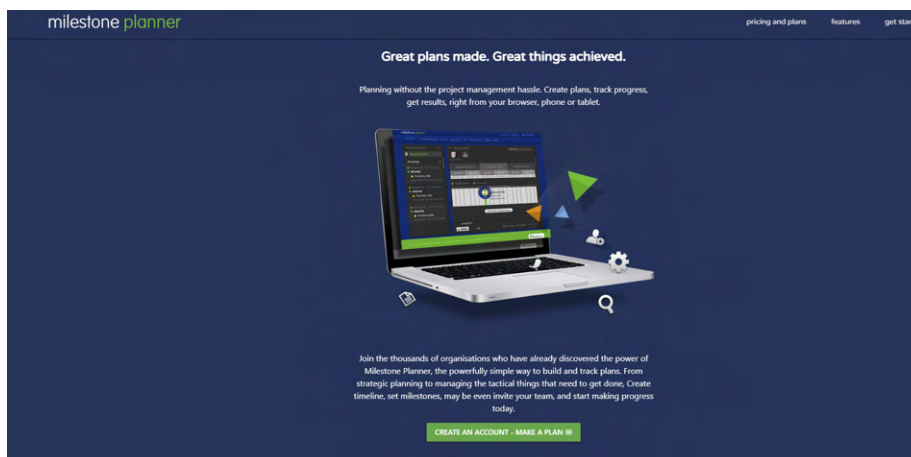 milestone planner
pricing and plans features get star
Great plans made. Great things achieved.
Planning without the project management hassle. Create plans, track progress,
get results, right from your browser, phone or tablet.
Join the thousands of organisations who have already discovered the power of
Milestone Planner, the powerfully simple way to build and track plans. From
strategic planning to managing the tactical things that need to get done, Create
timeline, set milestones, may be even invite your team, and start making progress
today.
CREATE AN ACCOUNT - MAKE A PLAN